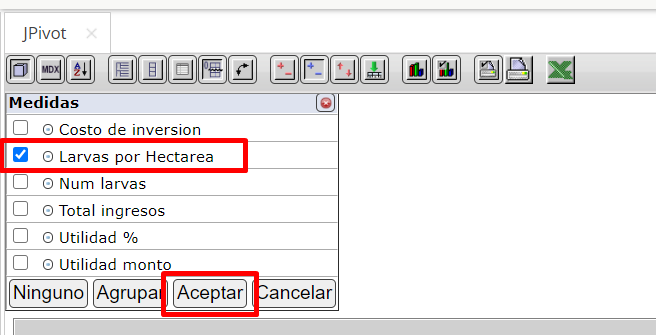 JPivot ×
MDX A Z
Medidas
Costo de inversion
Larvas por Hectarea
Num larvas
Total ingresos
Utilidad %
Utilidad monto
Ninguno Agrupar Aceptar Cancelar